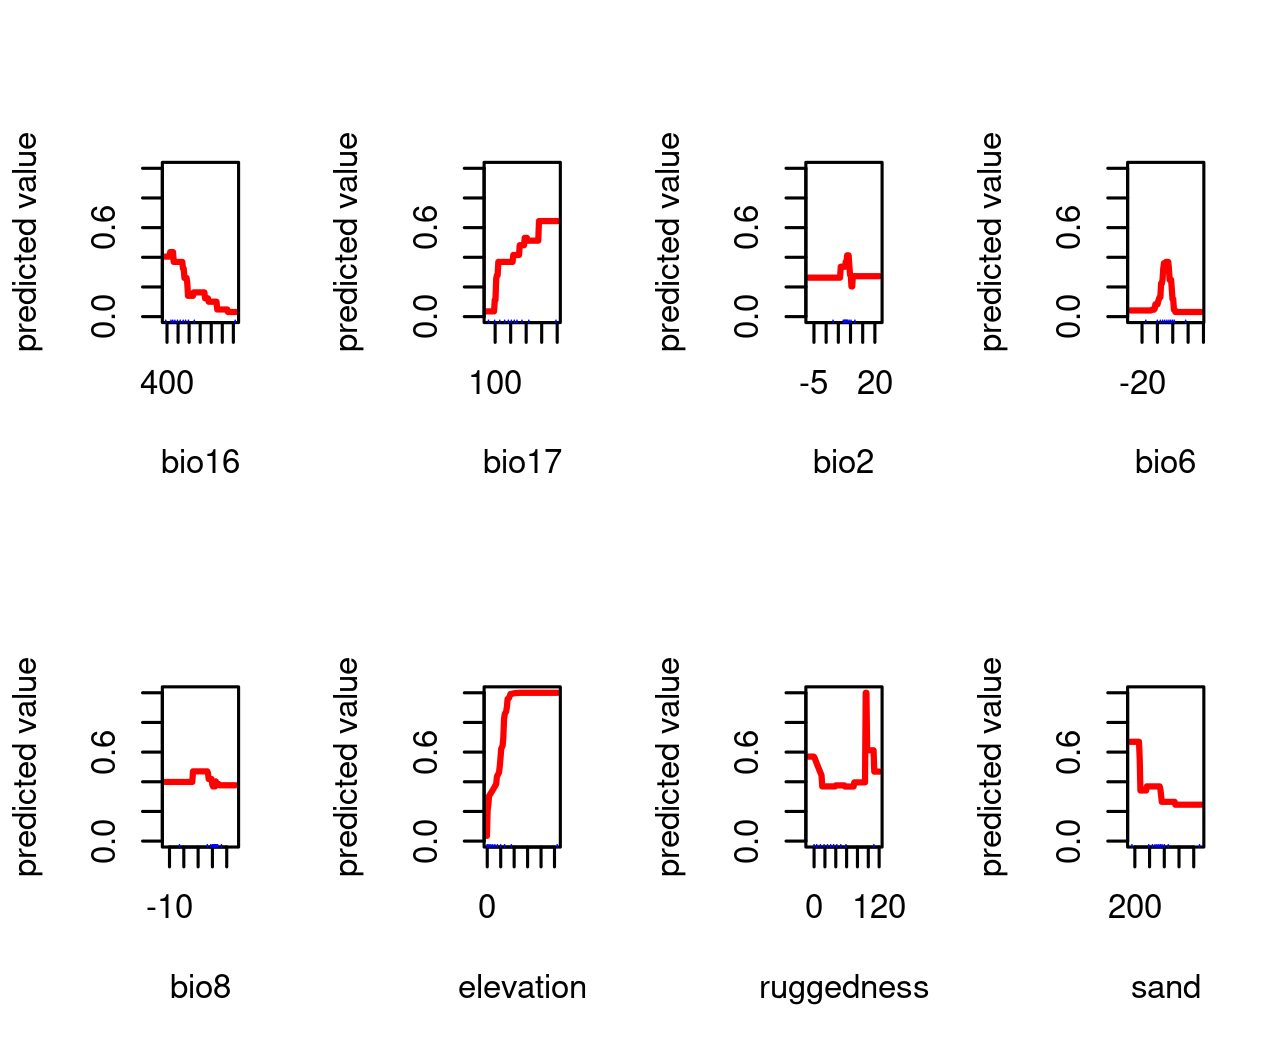 predicted value
0.0 0.6
400
bio16
predicted value
0.0 0.6
100
bio17
predicted value
0.0 0.6
-5 20
bio2
predicted value
0.0 0.6
-20
bio6
predicted value
0.0 0.6
-10
bio8
predicted value
0.0 0.6
0
elevation
predicted value
0.0 0.6
0 120
ruggedness
predicted value
0.0 0.6
200
sand